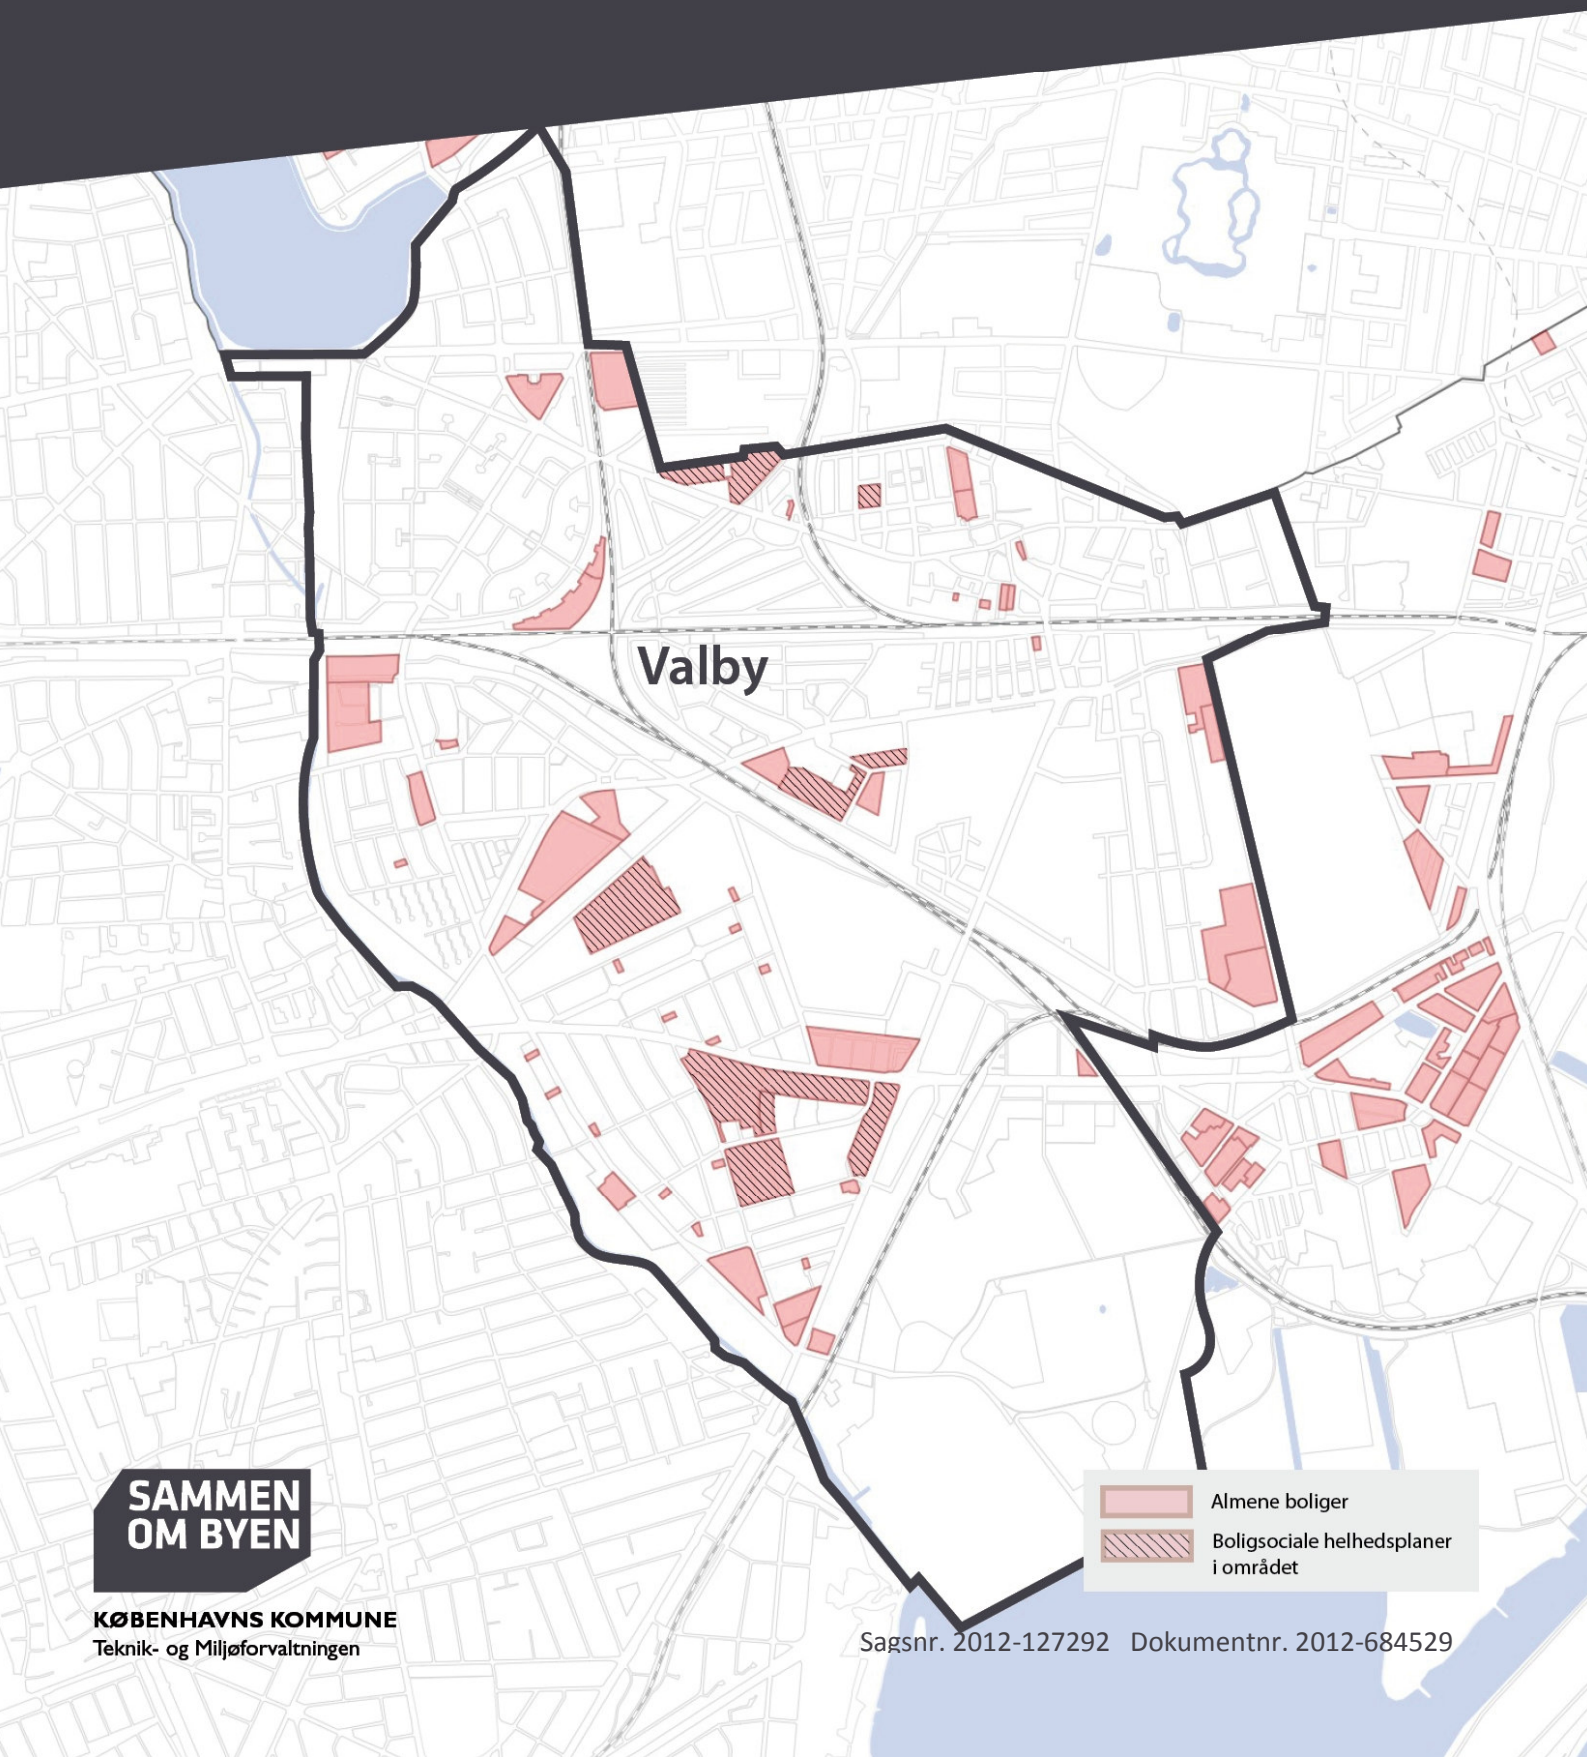 Valby
SAMMEN
OM BYEN
Almene boliger
Boligsociale helhedsplaner
i området
KØBENHAVNS KOMMUNE
Teknik- og Miljøforvaltningen
Sagsnr. 2012-127292 Dokumentnr. 2012-684529